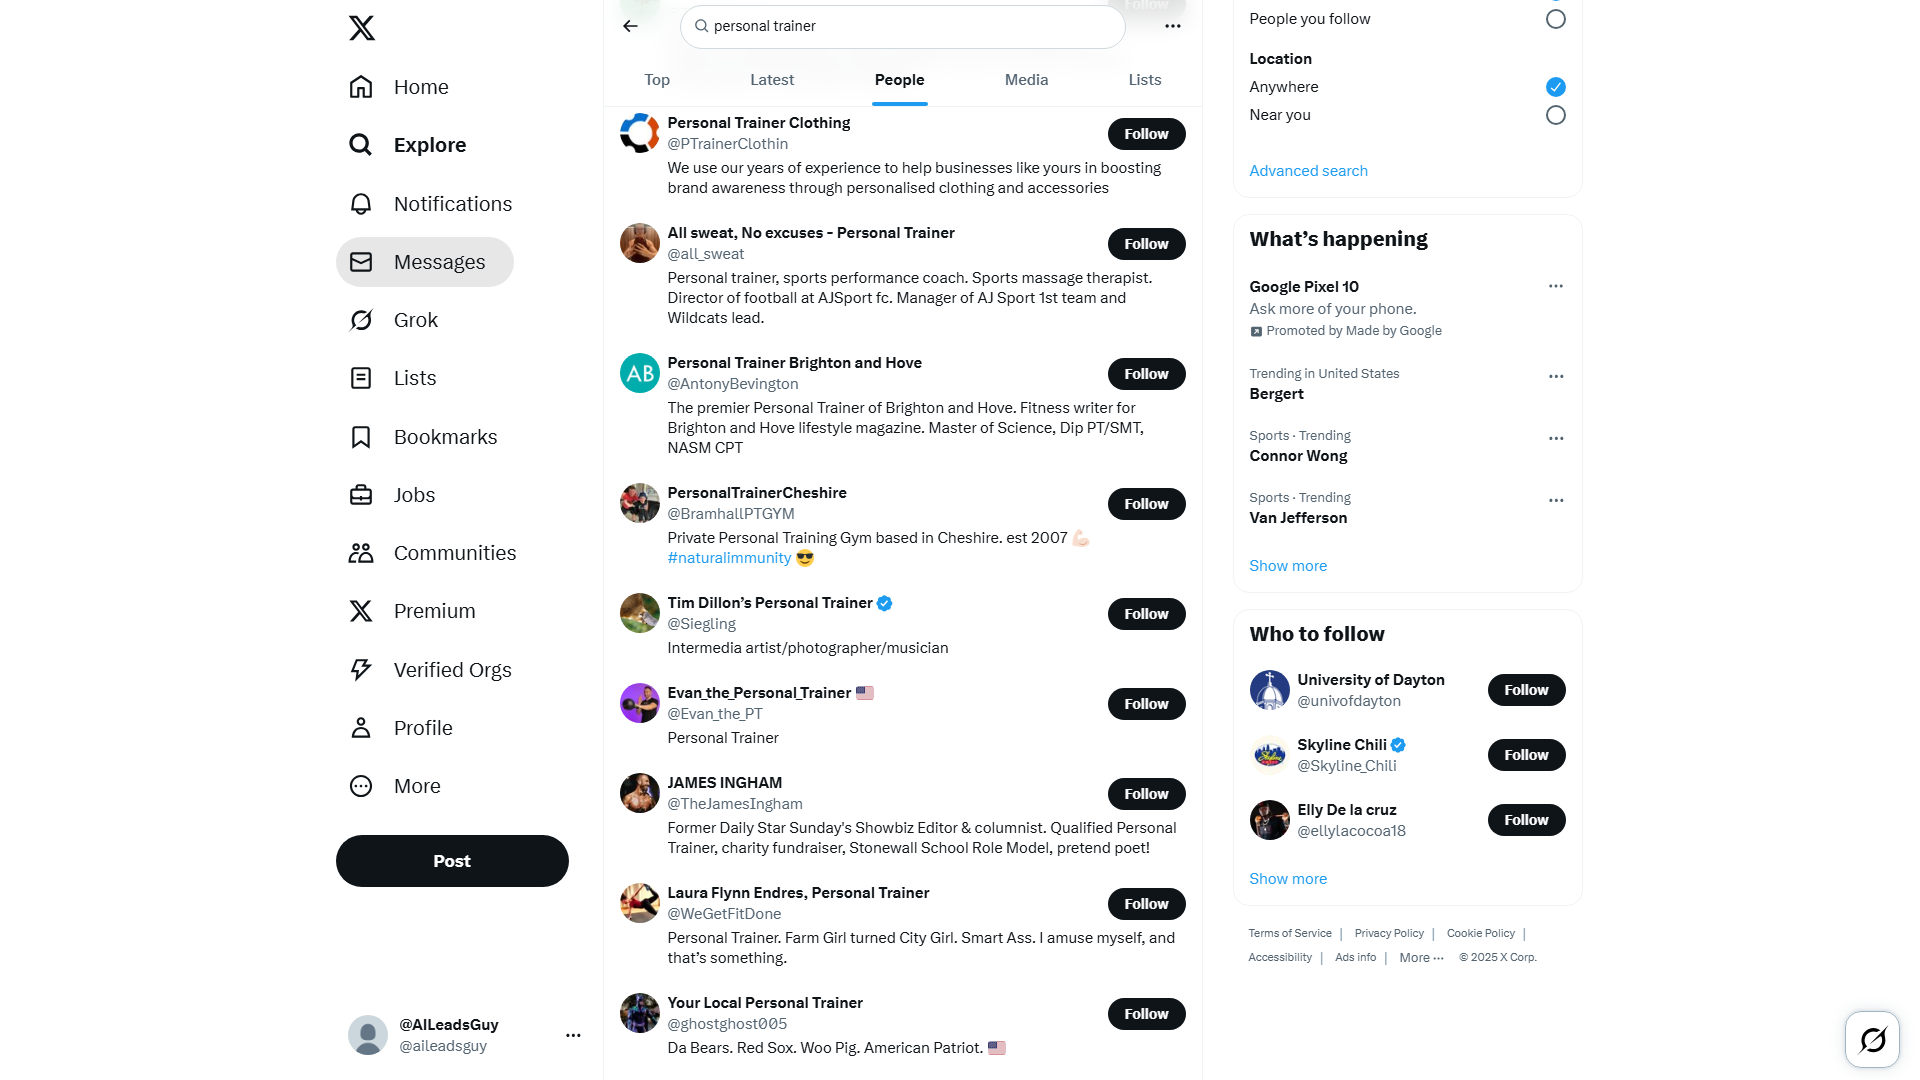 Home
Explore
Notifications
Messages
Grok
Lists
Bookmarks
Jobs
Communities
Premium
Verified Orgs
Profile
More
Post
@AILeadsGuy
@aileadsguy
personal trainer
Top Latest People Media Lists
Personal Trainer Clothing
@PTrainerClothin
Follow
We use our years of experience to help businesses like yours in boosting
brand awareness through personalised clothing and accessories
All sweat, No excuses - Personal Trainer
@all_sweat
Follow
Personal trainer, sports performance coach. Sports massage therapist.
Director of football at AJSport fc. Manager of AJ Sport 1st team and
Wildcats lead.
AB
Personal Trainer Brighton and Hove
@AntonyBevington
Follow
The premier Personal Trainer of Brighton and Hove. Fitness writer for
Brighton and Hove lifestyle magazine. Master of Science, Dip PT/SMT,
NASM CPT
PersonalTrainerCheshire
@BramhallPTGYM
Follow
Private Personal Training Gym based in Cheshire. est 2007 💪🏻
#naturalimmunity 😎
Tim Dillon’s Personal Trainer
@Siegling
Follow
Intermedia artist/photographer/musician
Evan_the_Personal_Trainer 🇺🇸
@Evan_the_PT
Follow
Personal Trainer
JAMES INGHAM
@TheJamesIngham
Follow
Former Daily Star Sunday's Showbiz Editor & columnist. Qualified Personal
Trainer, charity fundraiser, Stonewall School Role Model, pretend poet!
Laura Flynn Endres, Personal Trainer
@WeGetFitDone
Follow
Personal Trainer. Farm Girl turned City Girl. Smart Ass. I amuse myself, and
that’s something.
Your Local Personal Trainer
@ghostghost005
Follow
Da Bears. Red Sox. Woo Pig. American Patriot. 🇺🇸
People you follow
Location
Anywhere
Near you
Advanced search
What’s happening
Google Pixel 10
Ask more of your phone.
Promoted by Made by Google
Trending in United States
Bergert
Sports · Trending
Connor Wong
Sports · Trending
Van Jefferson
Show more
Who to follow
University of Dayton
@univofdayton
Follow
Skyline Chili
@Skyline_Chili
Follow
Elly De la cruz
@ellylacocoa18
Follow
Show more
Terms of Service | Privacy Policy | Cookie Policy |
Accessibility | Ads info | More ··· © 2025 X Corp.